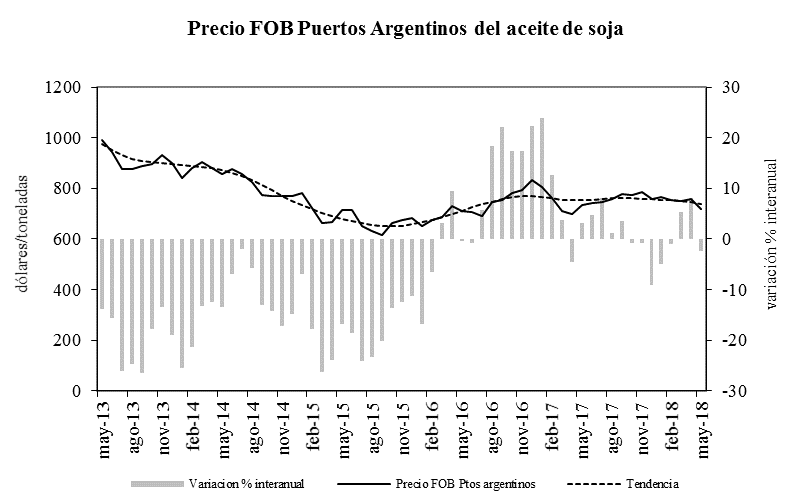 Precio FOB Puertos Argentinos del aceite de soja
dólares/toneladas
1200
1000
800
600
400
200
0
30
20
10
0
-10
-20
-30
variación % interanual
may-13
ago-13
nov-13
feb-14
may-14
ago-14
nov-14
feb-15
may-15
ago-15
nov-15
feb-16
may-16
ago-16
nov-16
feb-17
may-17
ago-17
nov-17
feb-18
may-18
Variacion % interanual
Precio FOB Ptos argentinos
Tendencia